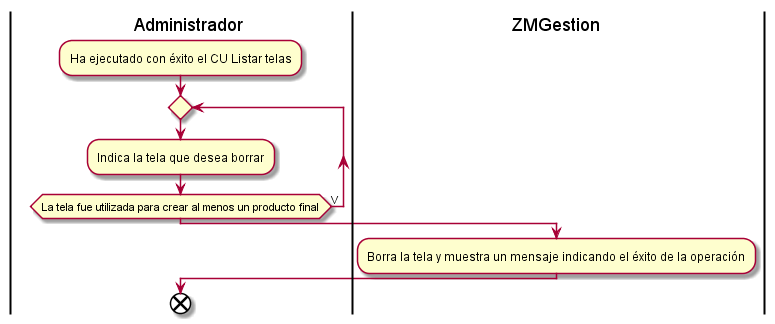 Administrador
ZMGestion
Ha ejecutado con éxito el CU Listar telas
Indica la tela que desea borrar
La tela fue utilizada para crear al menos un producto final
V
Borra la tela y muestra un mensaje indicando el éxito de la operación